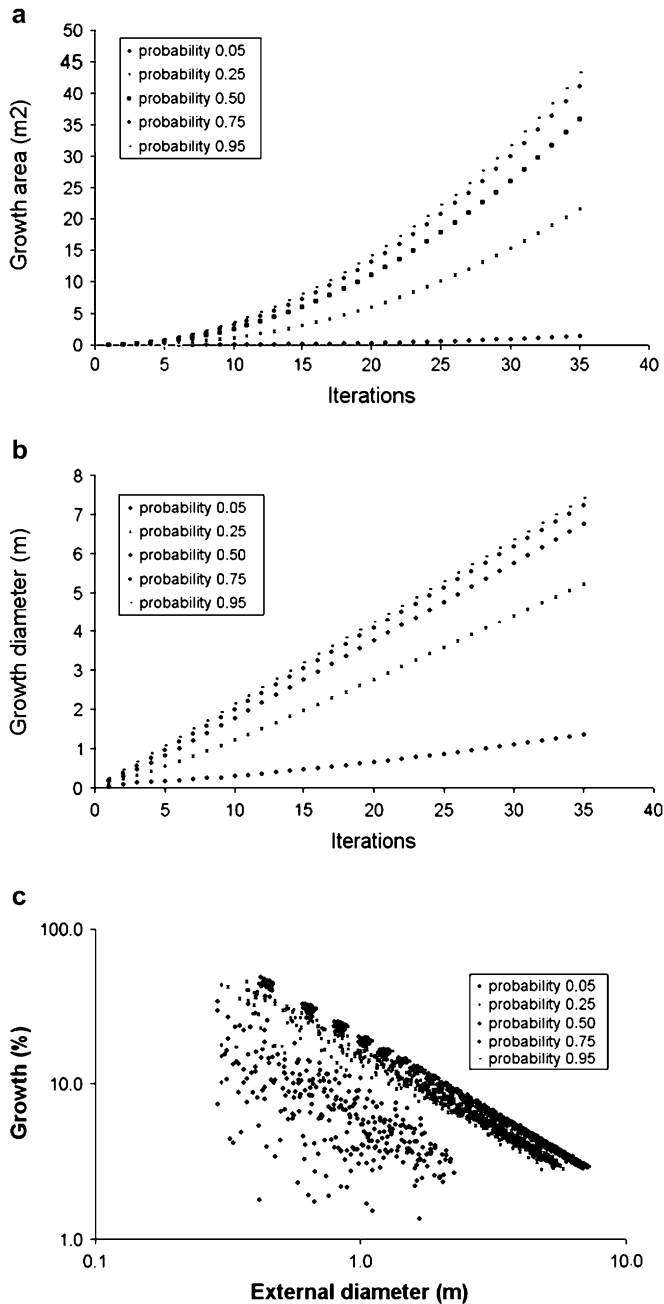 a
50
45
40
35
30
25
20
15
10
5
0
Growth area (m2)
probability 0.05
probability 0.25
probability 0.50
probability 0.75
probability 0.95
0 5 10 15 20 25 30 35 40
Iterations
b
8
7
6
5
4
3
2
1
0
Growth diameter (m)
probability 0.05
probability 0.25
probability 0.50
probability 0.75
probability 0.95
0 5 10 15 20 25 30 35 40
Iterations
c
100.0
10.0
1.0
Growth (%)
probability 0.05
probability 0.25
probability 0.50
probability 0.75
probability 0.95
0.1 1.0 10.0
External diameter (m)